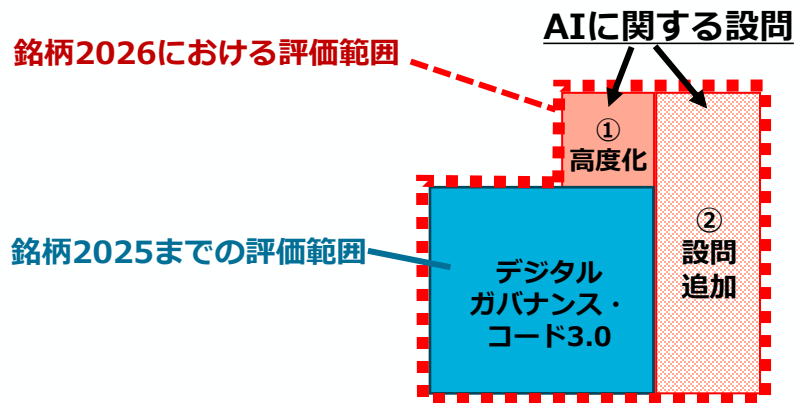 AIに関する設問
銘柄2026における評価範囲
①
高度化
②
設問
追加
銘柄2025までの評価範囲
デジタル
ガバナンス・
コード3.0